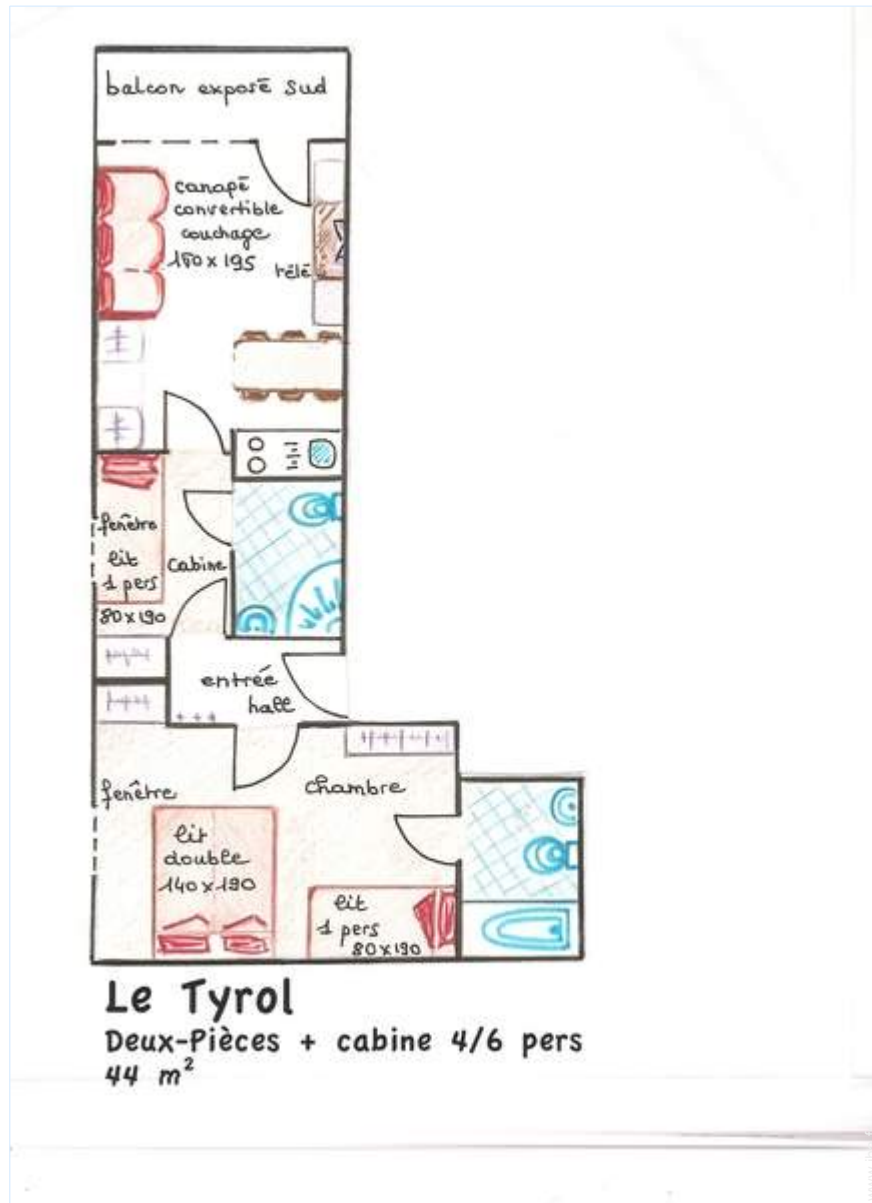 balcon exposé Sud
canapé
convertible
couchage
160 x 195
télé
fenêtre
lit
1 pers
80 x 190
cabine
entrée
hall
fenêtre
chambre
lit
double
140 x 190
lit
1 pers
80 x 190
Le Tyrol
Deux-Pièces + cabine 4/6 pers
44 m²